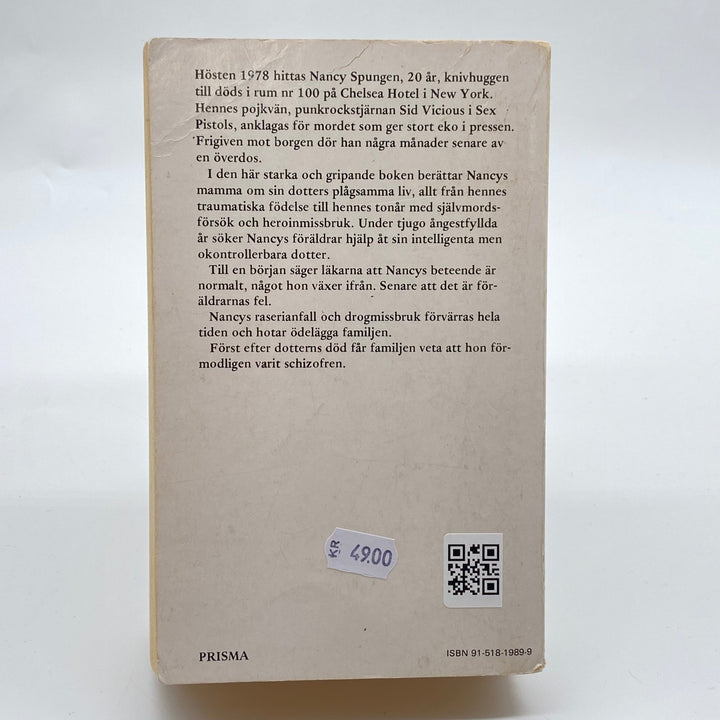 Hösten 1978 hittas Nancy Spungen, 20 år, knivhuggen
till döds i rum nr 100 på Chelsea Hotel i New York.
Hennes pojkvän, punkrockstjärnan Sid Vicious i Sex
Pistols, anklagas för mordet som ger stort eko i pressen.
Frigiven mot borgen dör han några månader senare av
en överdos.
I den här starka och gripande boken berättar Nancys
mamma om sin dotters plågsamma liv, allt från hennes
traumatiska födelse till hennes tonår med självmords-
försök och heroinmissbruk. Under tjugo ångestfyllda
år söker Nancys föräldrar hjälp åt sin intelligenta men
okontrollerbara dotter.
Till en början säger läkarna att Nancys beteende är
normalt, något hon växer ifrån. Senare att det är för-
äldrarnas fel.
Nancys raserianfall och drogmissbruk förvärras hela
tiden och hotar ödelägga familjen.
Först efter dotterns död får familjen veta att hon för-
modligen varit schizofren.
KR 49.00
PRISMA
ISBN 91-518-1989-9